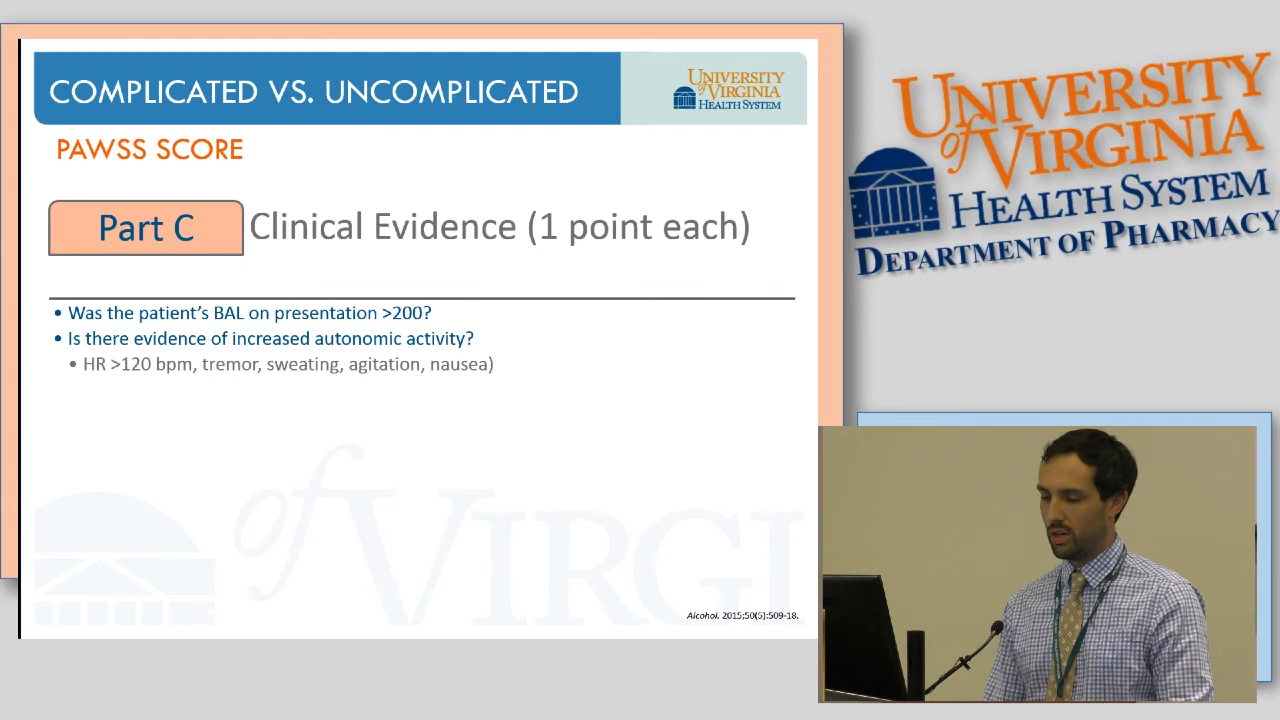 COMPLICATED VS. UNCOMPLICATED
UNIVERSITY
of VIRGINIA
HEALTH SYSTEM
PAWSS SCORE
Part C
Clinical Evidence (1 point each)
• Was the patient's BAL on presentation >200?
• Is there evidence of increased autonomic activity?
• HR >120 bpm, tremor, sweating, agitation, nausea)
of VIRGI
Alcohol. 2015;50(5):509-18.
UNIVERSITY
of VIRGINIA
HEALTH SYSTEM
DEPARTMENT OF PHARMACY